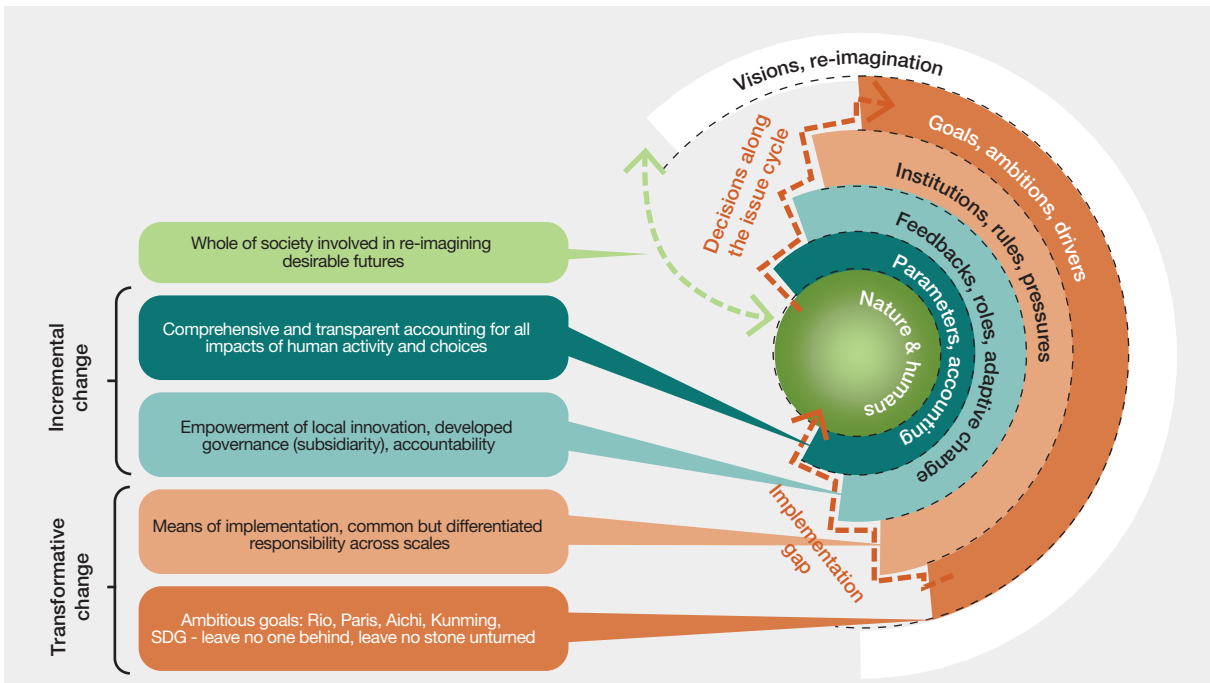 Visions, re-imagination
Goals, ambitions, drivers
Institutions, rules, pressures
Feedbacks, roles, adaptive change
Parameters, accounting
Nature & humans
Decisions along
the issue cycle
Implementation
gap
Whole of society involved in re-imagining
desirable futures
Incremental
change
Comprehensive and transparent accounting for all
impacts of human activity and choices
Empowerment of local innovation, developed
governance (subsidiarity), accountability
Transformative
change
Means of implementation, common but differentiated
responsibility across scales
Ambitious goals: Rio, Paris, Aichi, Kunming,
SDG - leave no one behind, leave no stone unturned